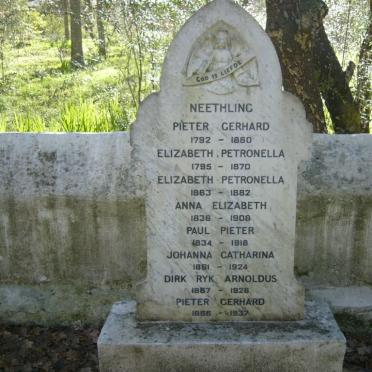 GOD IS LIEFDE
NEETHLING
PIETER GERHARD
1792 - 1860
ELIZABETH PETRONELLA
1795 - 1870
ELIZABETH PETRONELLA
1863 - 1882
ANNA ELIZABETH
1836 - 1908
PAUL PIETER
1834 - 1918
JOHANNA CATHARINA
1861 - 1924
DIRK RYK ARNOLDUS
1867 - 1928
PIETER GERHARD
1866 - 1937